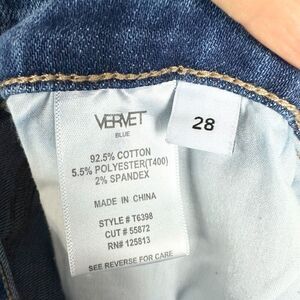 VERVET
BLUE
28
92.5% COTTON
5.5% POLYESTER(T400)
2% SPANDEX
MADE IN CHINA
STYLE # T6398
CUT # 55872
RN# 125813
SEE REVERSE FOR CARE